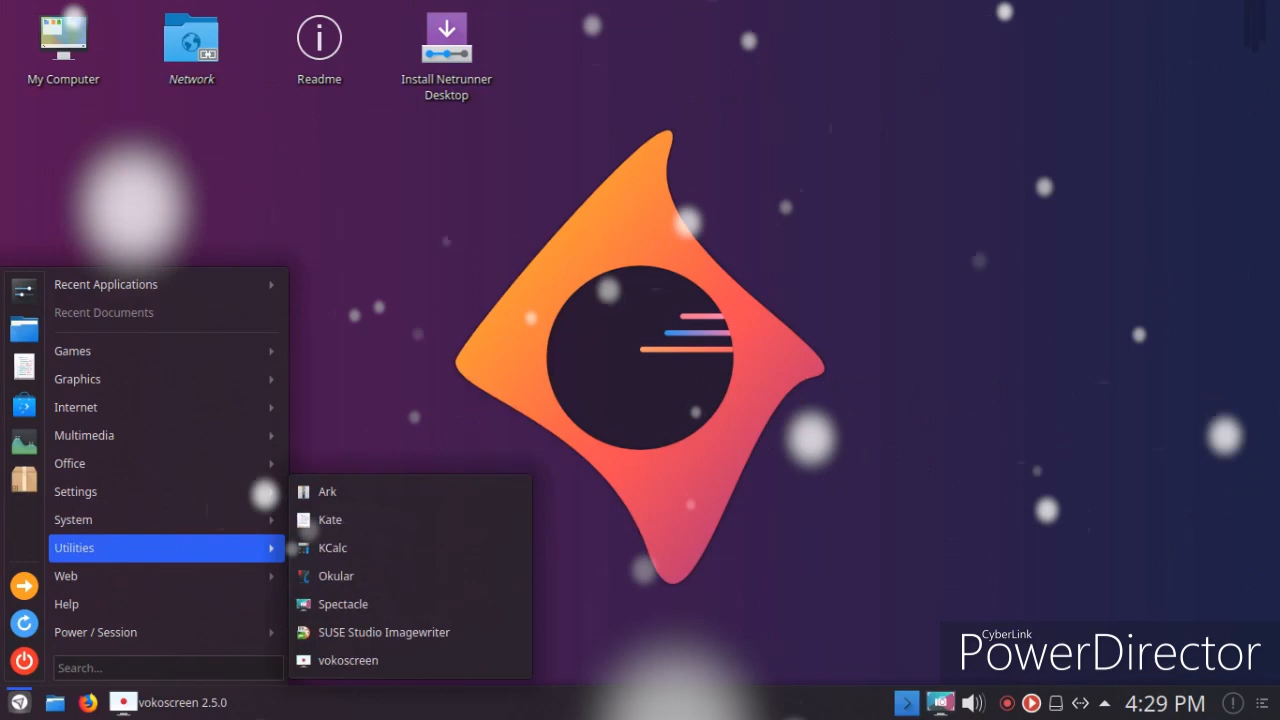 My Computer
Network
Readme
Install Netrunner
Desktop
Recent Applications
Recent Documents
Games
Graphics
Internet
Multimedia
Office
Settings
System
Utilities
Web
Help
Power / Session
Search...
Ark
Kate
KCalc
Okular
Spectacle
SUSE Studio Imagewriter
vokoscreen
CyberLink
PowerDirector
vokoscreen 2.5.0
4:29 PM